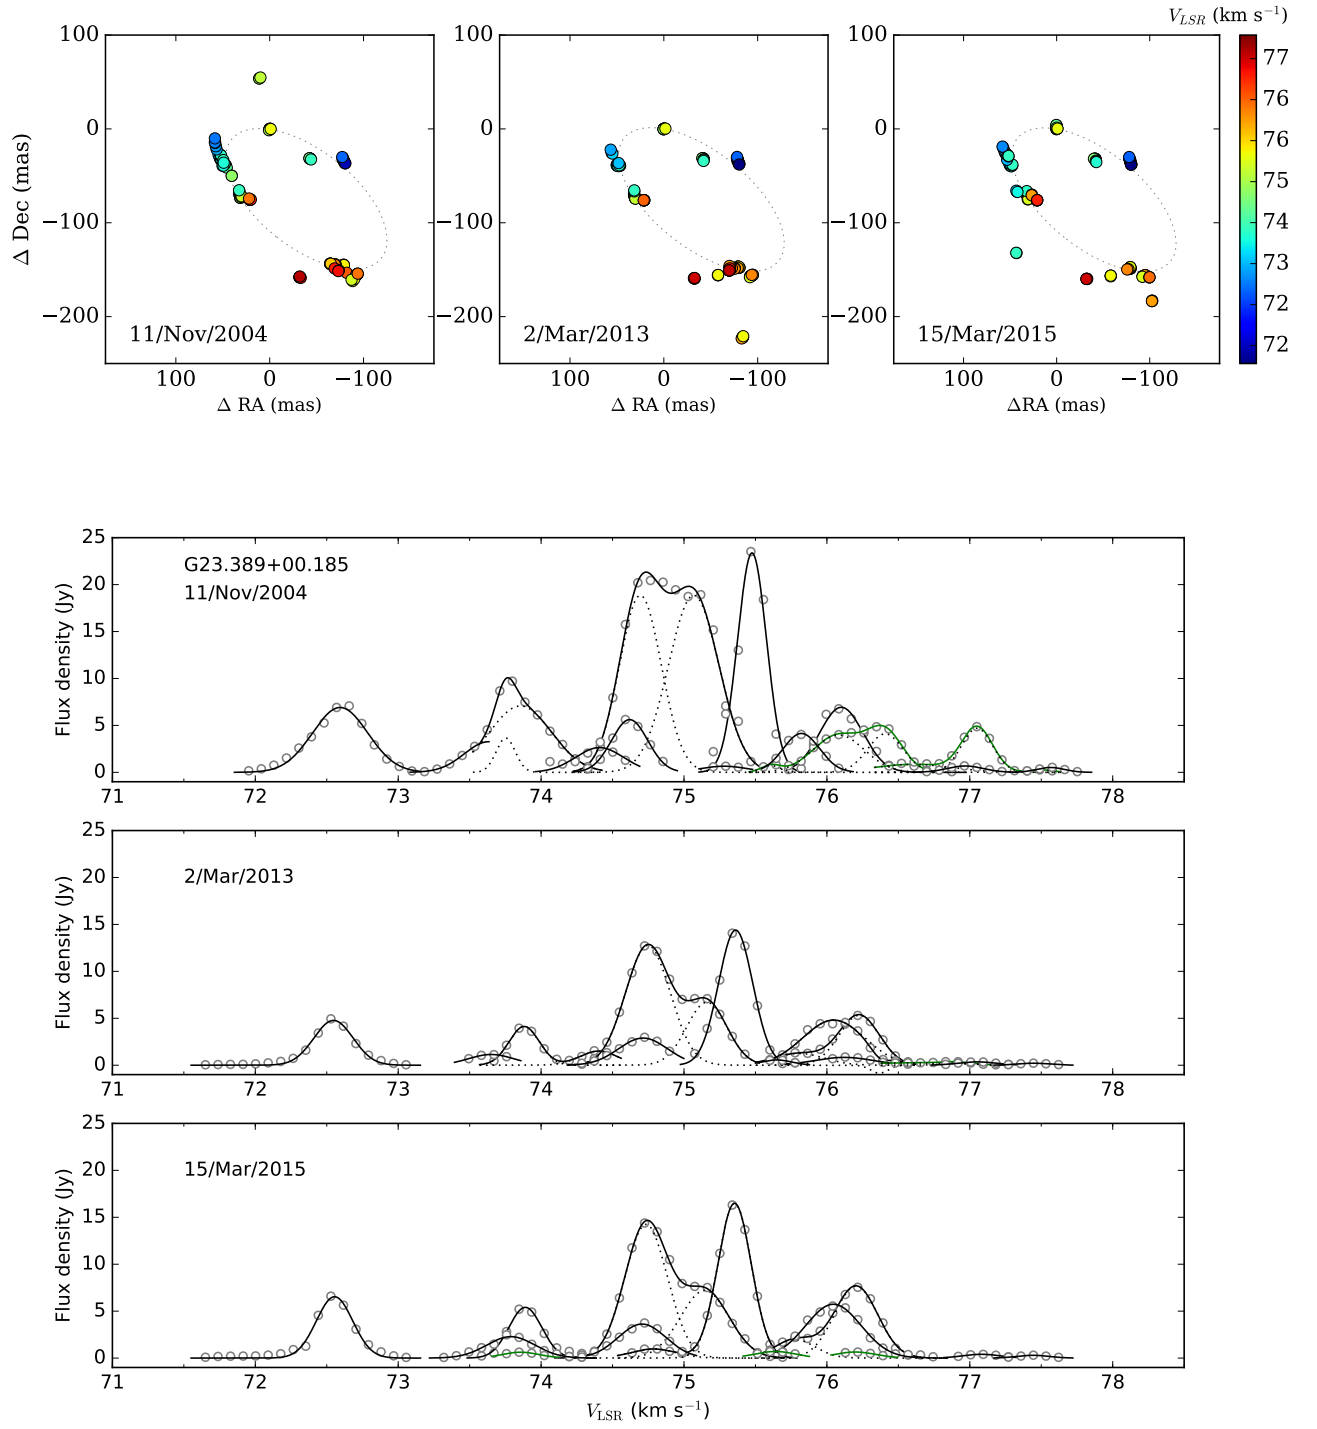 V_LSR (km s⁻¹)
100
0
−100
−200
Δ Dec (mas)
11/Nov/2004
100 0 −100
Δ RA (mas)
100
0
−100
−200
2/Mar/2013
100 0 −100
Δ RA (mas)
100
0
−100
−200
15/Mar/2015
100 0 −100
ΔRA (mas)
77
76
76
75
74
73
72
72
25
20
15
10
5
0
Flux density (Jy)
G23.389+00.185
11/Nov/2004
71 72 73 74 75 76 77 78
25
20
15
10
5
0
Flux density (Jy)
2/Mar/2013
71 72 73 74 75 76 77 78
25
20
15
10
5
0
Flux density (Jy)
15/Mar/2015
71 72 73 74 75 76 77 78
V_LSR (km s⁻¹)